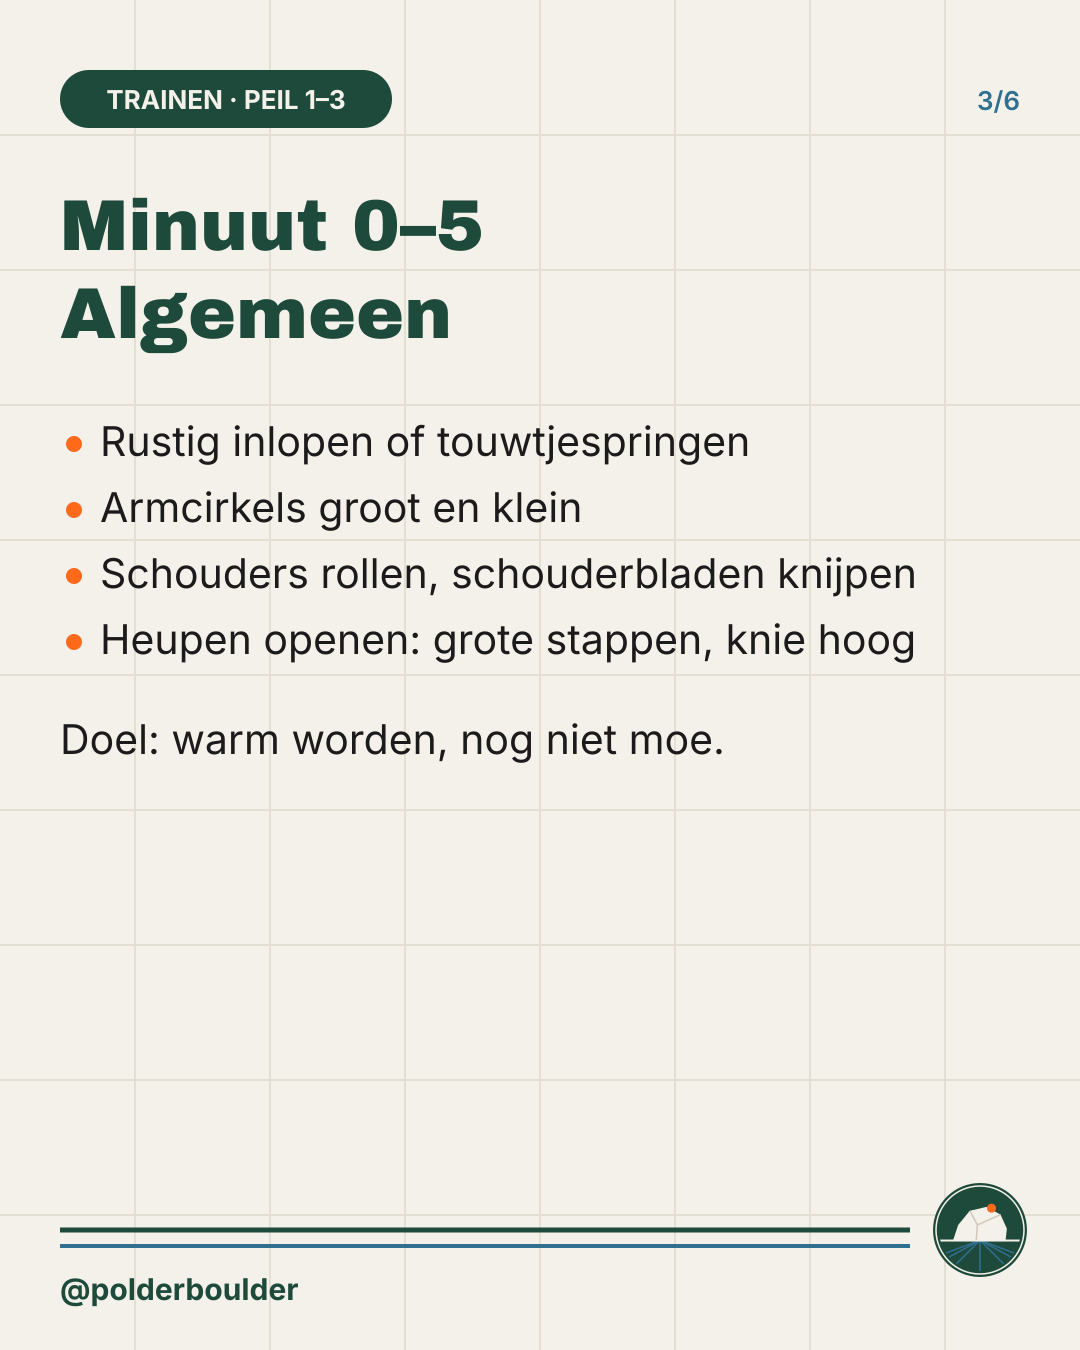 TRAINEN · PEIL 1–3
3/6
Minuut 0–5
Algemeen
• Rustig inlopen of touwtjespringen
• Armcirkels groot en klein
• Schouders rollen, schouderbladen knijpen
• Heupen openen: grote stappen, knie hoog
Doel: warm worden, nog niet moe.
@polderboulder